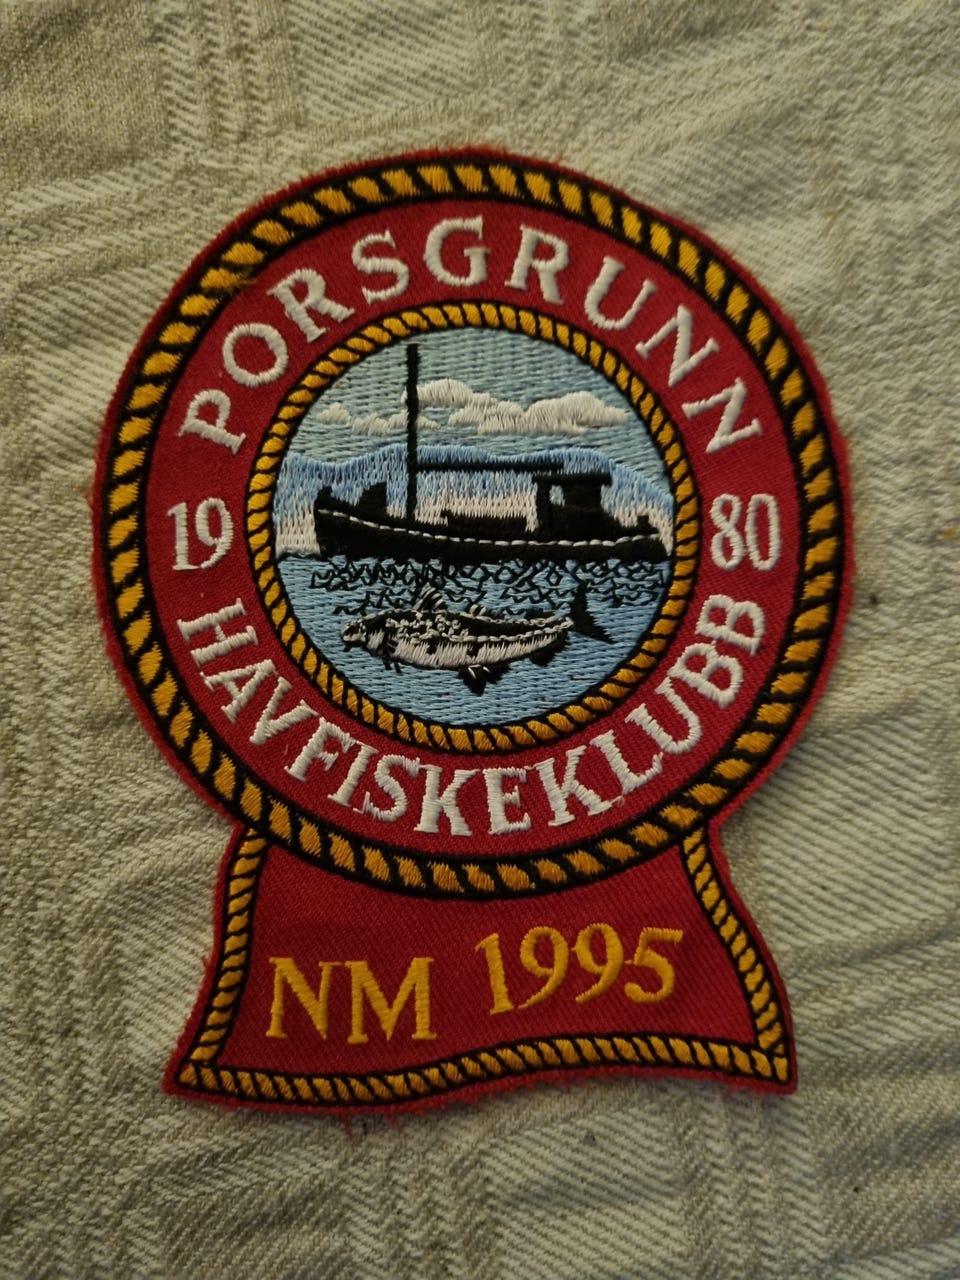 PORSGRUNN
19 80
HAVFISKEKLUBB
NM 1995